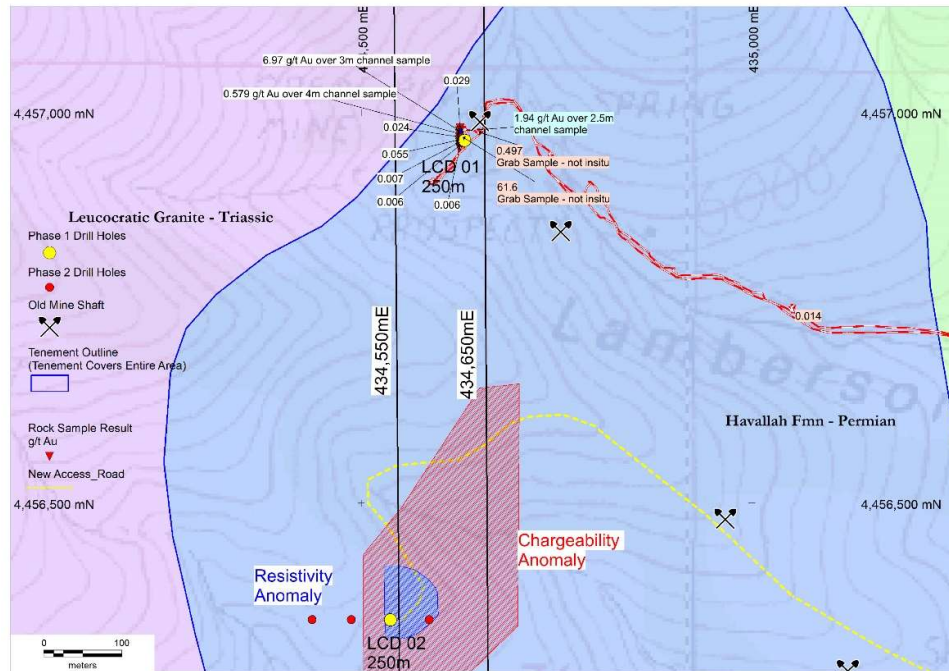 434,500 mE
435,000 mE
6.97 g/t Au over 3m channel sample
0.029
0.579 g/t Au over 4m channel sample
4,457,000 mN
4,457,000 mN
SPRING
MINE
1.94 g/t Au over 2.5m
channel sample
0.024
0.055
0.497
Grab Sample - not insitu
LCD 01
250m
0.007
61.6
Grab Sample - not insitu
0.006
0.006
Leucocratic Granite - Triassic
PROSPECT
Phase 1 Drill Holes
Phase 2 Drill Holes
Old Mine Shaft
0.014
Lamberson
434,550mE
434,650mE
Tenement Outline
(Tenement Covers Entire Area)
Havallah Fmn - Permian
Rock Sample Result
g/t Au
New Access_Road
4,456,500 mN
4,456,500 mN
Chargeability
Anomaly
Resistivity
Anomaly
LCD 02
250m
0 100
meters